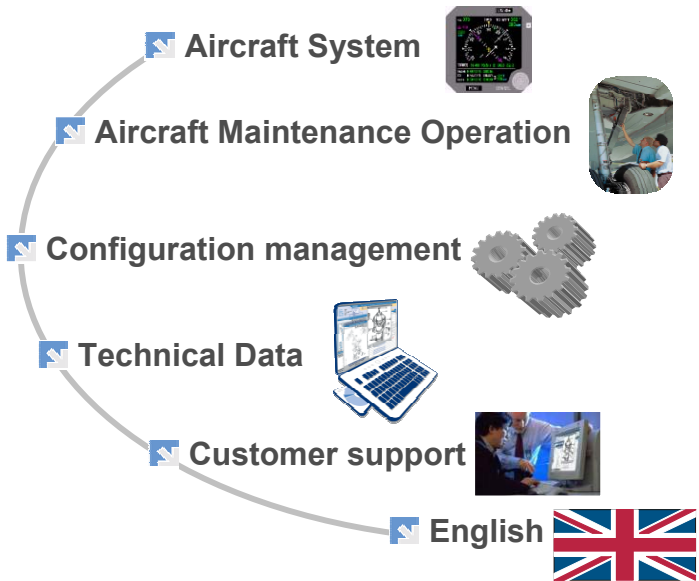 Aircraft System
Aircraft Maintenance Operation
Configuration management
Technical Data
Customer support
English